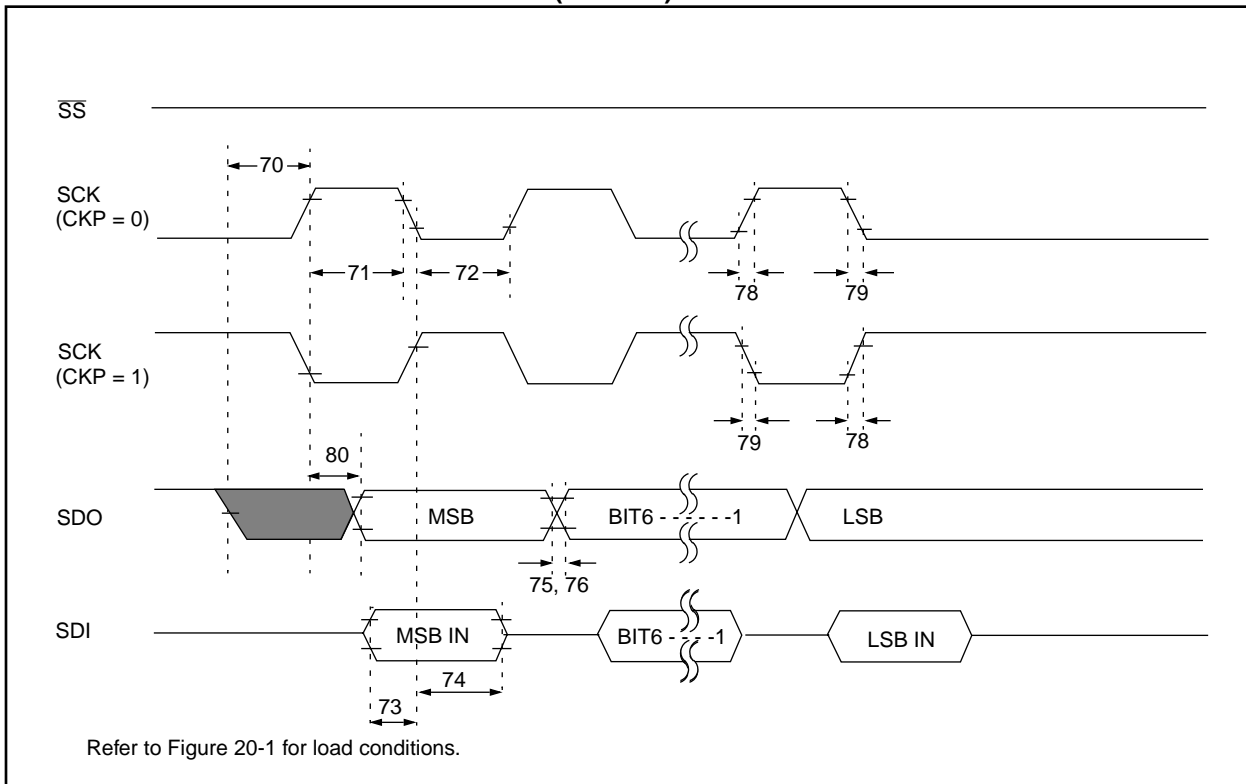 SS
70
SCK
(CKP = 0)
71
72
78
79
SCK
(CKP = 1)
79
78
80
SDO
MSB
BIT6 - - - - - -1
LSB
75, 76
SDI
MSB IN
BIT6 - - - -1
LSB IN
74
73
Refer to Figure 20-1 for load conditions.